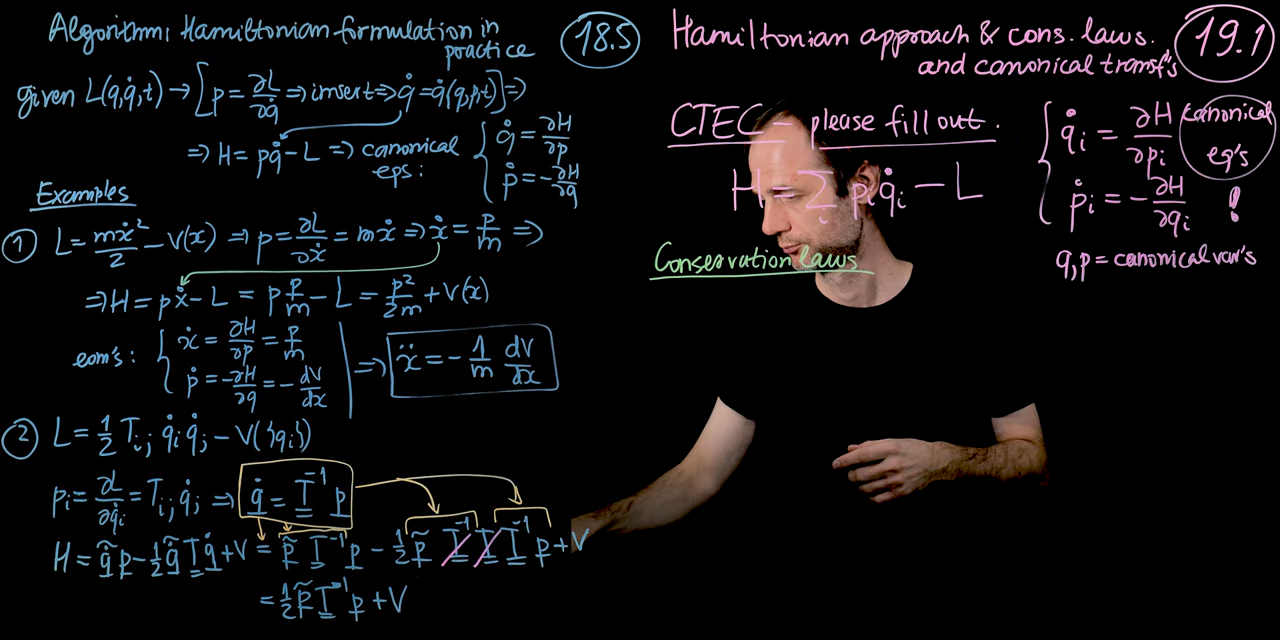 Algorithm: Hamiltonian formulation in practice
18.5
given L(q,q̇,t) → [p = ∂L/∂q̇ ⇒ insert ⇒ q̇ = q̇(q,p,t)] ⇒
⇒ H = pq̇ − L ⇒ canonical eqs: { q̇ = ∂H/∂p
ṗ = −∂H/∂q
Examples
① L = mẋ²/2 − V(x) ⇒ p = ∂L/∂ẋ = mẋ ⇒ ẋ = p/m ⇒
⇒ H = pẋ − L = p p/m − L = p²/2m + V(x)
eom's: { ẋ = ∂H/∂p = p/m
ṗ = −∂H/∂q = −dV/dx
⇒ ẍ = − 1/m dV/dx
② L = 1/2 Tᵢⱼ q̇ᵢ q̇ⱼ − V({qᵢ})
pᵢ = ∂L/∂q̇ᵢ = Tᵢⱼ q̇ⱼ ⇒ q̇ = T⁻¹ p
H = q̃̇ p − 1/2 q̃̇ T q̇ + V = p̃ T⁻¹ p − 1/2 p̃ T⁻¹ T T⁻¹ p + V
= 1/2 p̃ T⁻¹ p + V
Hamiltonian approach & cons. laws.
and canonical transf's
19.1
CTEC – please fill out.
H = Σᵢ pᵢq̇ᵢ − L
{ q̇ᵢ = ∂H/∂pᵢ canonical eq's
ṗᵢ = −∂H/∂qᵢ !
q,p = canonical var's
Conservation laws